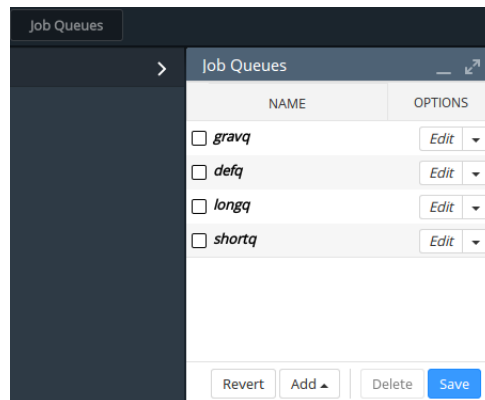 Job Queues
Job Queues
NAME OPTIONS
gravq Edit
defq Edit
longq Edit
shortq Edit
Revert Add Delete Save